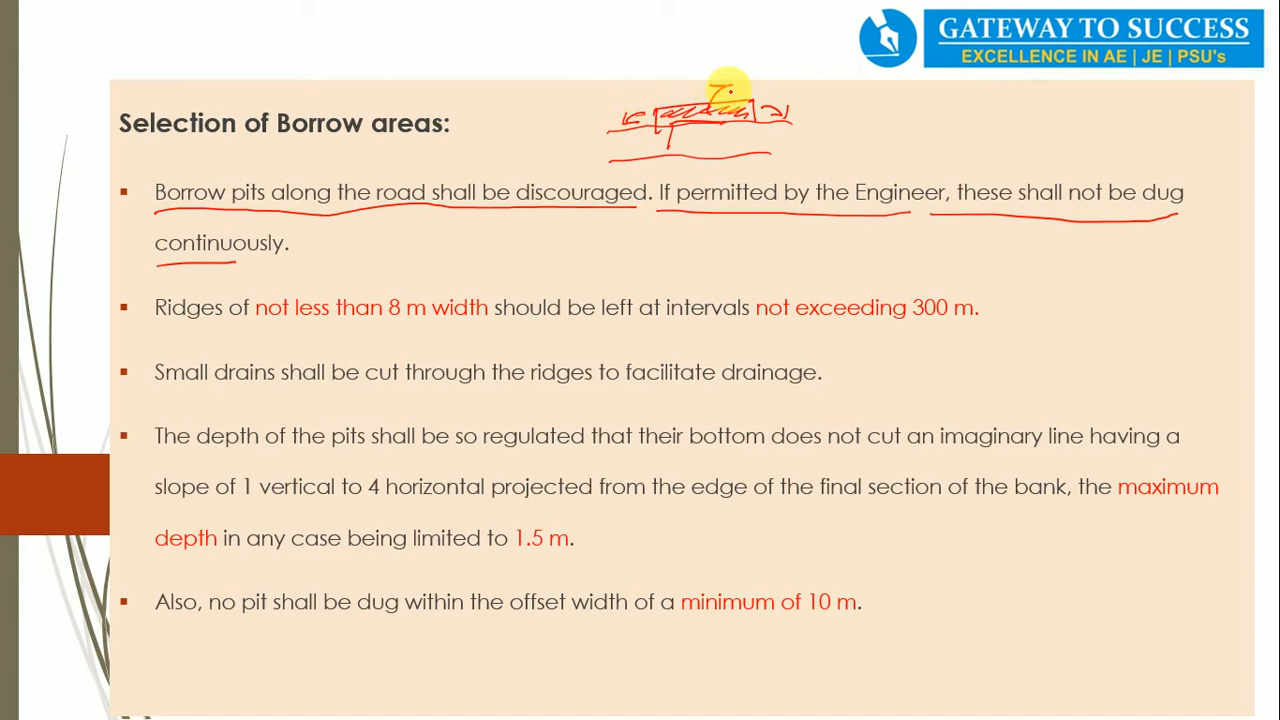 GATEWAY TO SUCCESS
EXCELLENCE IN AE | JE | PSU's
Selection of Borrow areas:
▪ Borrow pits along the road shall be discouraged. If permitted by the Engineer, these shall not be dug
continuously.
▪ Ridges of not less than 8 m width should be left at intervals not exceeding 300 m.
▪ Small drains shall be cut through the ridges to facilitate drainage.
▪ The depth of the pits shall be so regulated that their bottom does not cut an imaginary line having a
slope of 1 vertical to 4 horizontal projected from the edge of the final section of the bank, the maximum
depth in any case being limited to 1.5 m.
▪ Also, no pit shall be dug within the offset width of a minimum of 10 m.